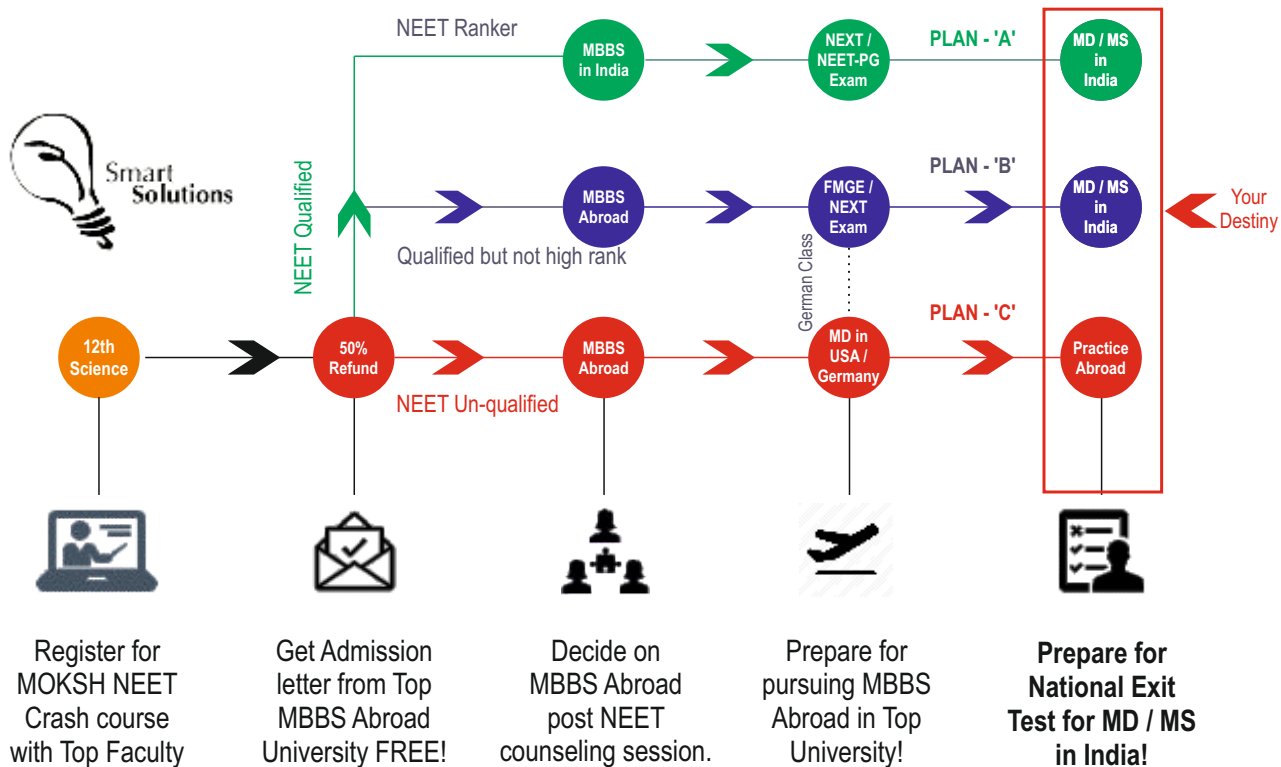 NEET Ranker
MBBS
in India
NEXT /
NEET-PG
Exam
PLAN - 'A'
MD / MS
in
India
Smart
Solutions
NEET Qualified
MBBS
Abroad
Qualified but not high rank
FMGE /
NEXT
Exam
PLAN - 'B'
MD / MS
in
India
Your
Destiny
German Class
12th
Science
50%
Refund
NEET Un-qualified
MBBS
Abroad
MD in
USA /
Germany
PLAN - 'C'
Practice
Abroad
Register for
MOKSH NEET
Crash course
with Top Faculty
Get Admission
letter from Top
MBBS Abroad
University FREE!
Decide on
MBBS Abroad
post NEET
counseling session.
Prepare for
pursuing MBBS
Abroad in Top
University!
Prepare for
National Exit
Test for MD / MS
in India!